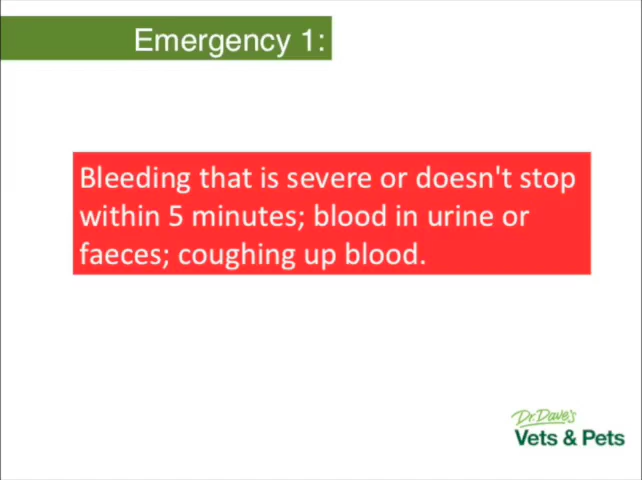 Emergency 1:
Bleeding that is severe or doesn't stop
within 5 minutes; blood in urine or
faeces; coughing up blood.
Dr. Dave's
Vets & Pets